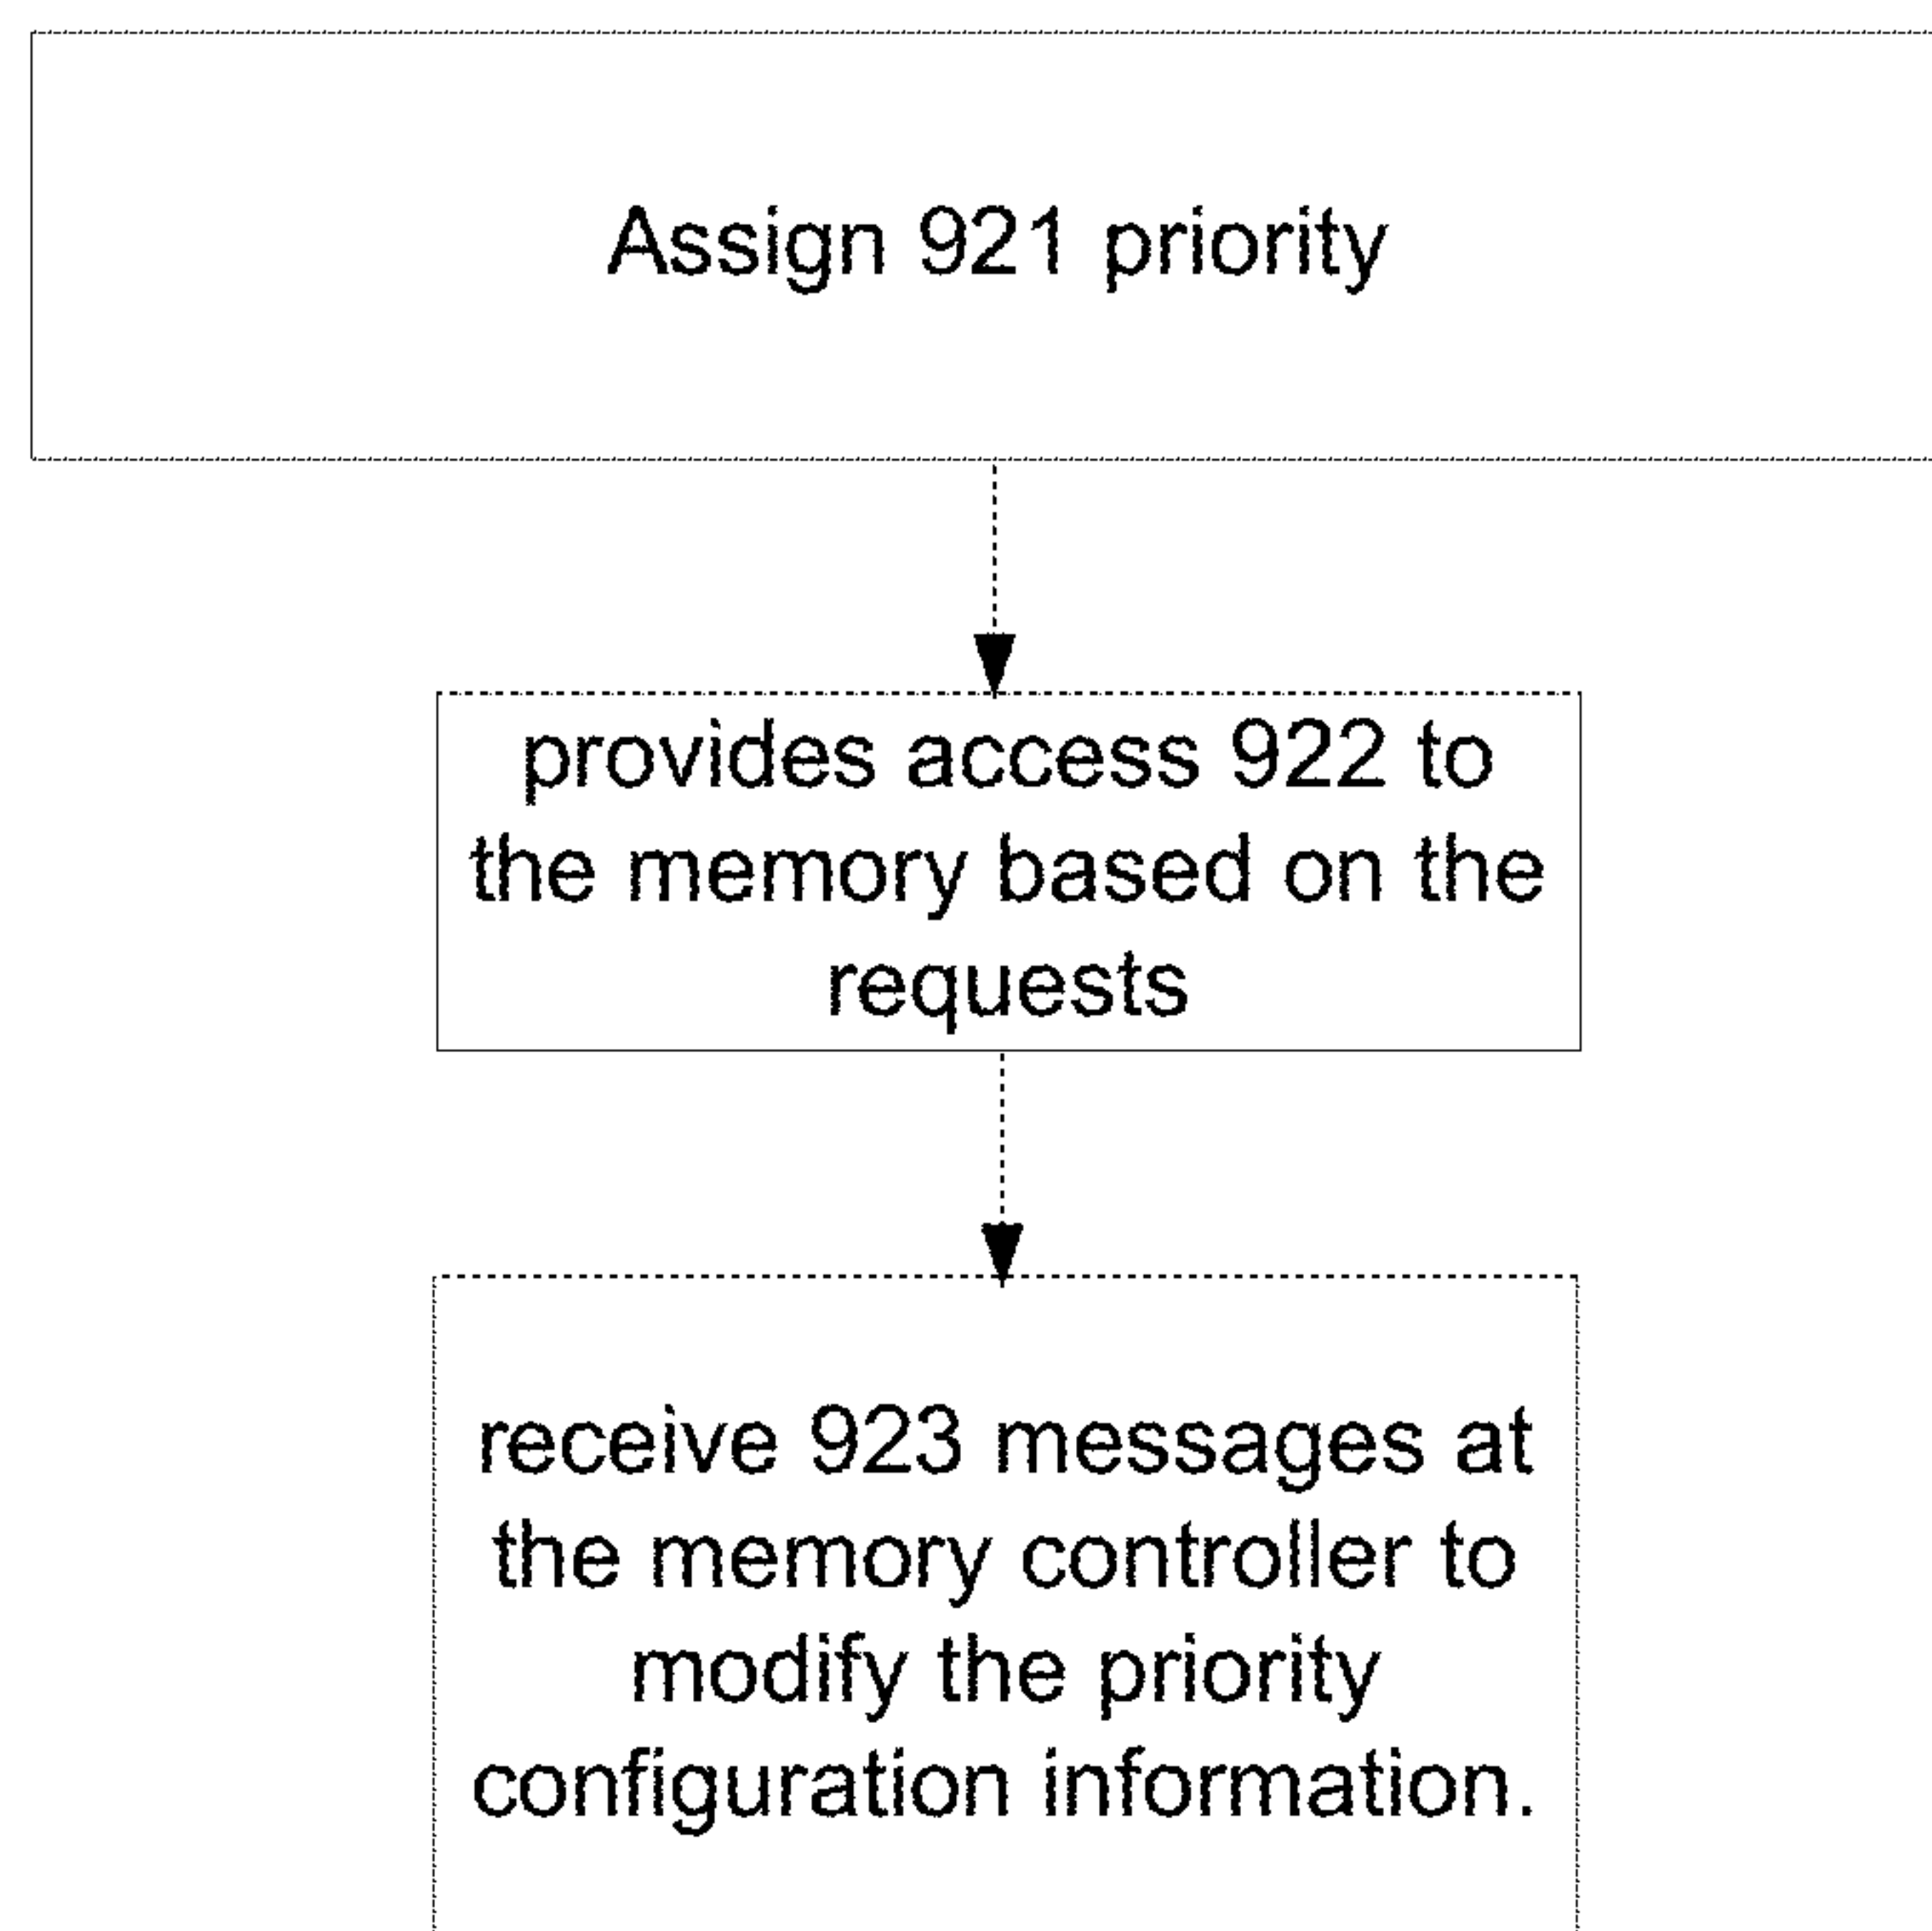 Assign 921 priority
provides access 922 to
the memory based on the
requests
receive 923 messages at
the memory controller to
modify the priority
configuration information.